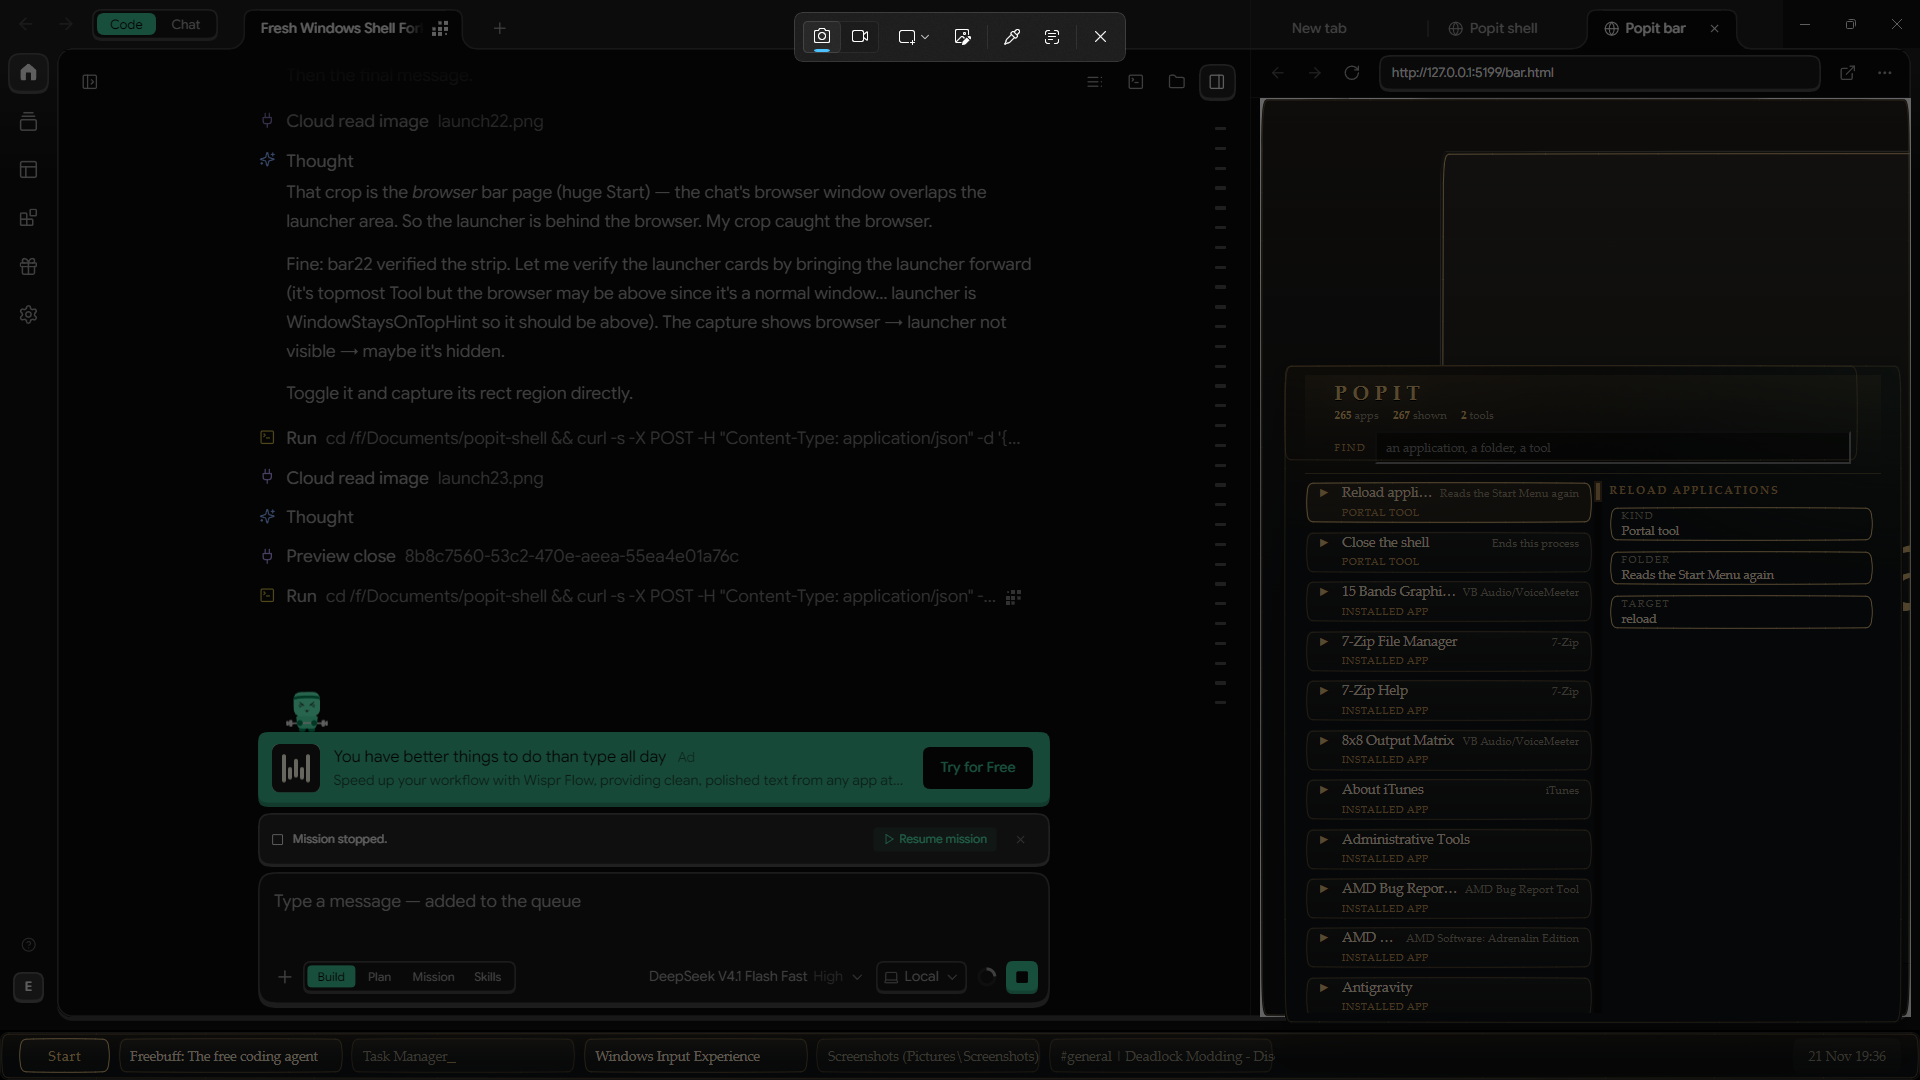 Code
Chat
Fresh Windows Shell For
New tab
Popit shell
Popit bar
http://127.0.0.1:5199/bar.html
Then the final message.
Cloud read image launch22.png
Thought
That crop is the browser bar page (huge Start) — the chat's browser window overlaps the
launcher area. So the launcher is behind the browser. My crop caught the browser.
Fine: bar22 verified the strip. Let me verify the launcher cards by bringing the launcher forward
(it's topmost Tool but the browser may be above since it's a normal window... launcher is
WindowStaysOnTopHint so it should be above). The capture shows browser → launcher not
visible → maybe it's hidden.
Toggle it and capture its rect region directly.
Run cd /f/Documents/popit-shell && curl -s -X POST -H "Content-Type: application/json" -d '{...
Cloud read image launch23.png
Thought
Preview close 8b8c7560-53c2-470e-aeea-55ea4e01a76c
Run cd /f/Documents/popit-shell && curl -s -X POST -H "Content-Type: application/json" -...
You have better things to do than type all day Ad
Speed up your workflow with Wispr Flow, providing clean, polished text from any app at...
Try for Free
Mission stopped.
Resume mission
Type a message — added to the queue
Build
Plan
Mission
Skills
DeepSeek V4.1 Flash Fast High
Local
E
POPIT
265 apps 267 shown 2 tools
FIND an application, a folder, a tool
Reload appli... Reads the Start Menu again
PORTAL TOOL
Close the shell Ends this process
PORTAL TOOL
15 Bands Graphi... VB Audio/VoiceMeeter
INSTALLED APP
7-Zip File Manager 7-Zip
INSTALLED APP
7-Zip Help 7-Zip
INSTALLED APP
8x8 Output Matrix VB Audio/VoiceMeeter
INSTALLED APP
About iTunes iTunes
INSTALLED APP
Administrative Tools
INSTALLED APP
AMD Bug Repor... AMD Bug Report Tool
INSTALLED APP
AMD ... AMD Software: Adrenalin Edition
INSTALLED APP
Antigravity
INSTALLED APP
RELOAD APPLICATIONS
KIND
Portal tool
FOLDER
Reads the Start Menu again
TARGET
reload
Start
Freebuff: The free coding agent
Task Manager_
Windows Input Experience
Screenshots (Pictures\Screenshots)
#general | Deadlock Modding - Dis
21 Nov 19:36